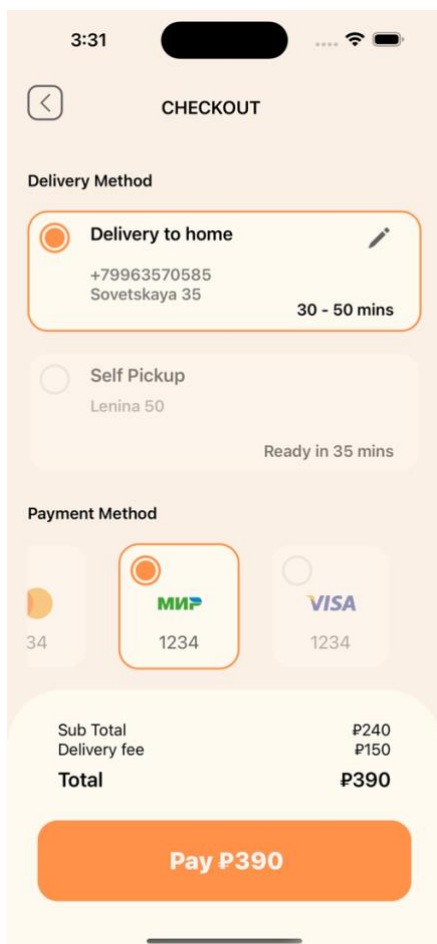 3:31
CHECKOUT
Delivery Method
Delivery to home
+79963570585
Sovetskaya 35
30 - 50 mins
Self Pickup
Lenina 50
Ready in 35 mins
Payment Method
МИР
VISA
34
1234
1234
Sub Total ₽240
Delivery fee ₽150
Total ₽390
Pay ₽390